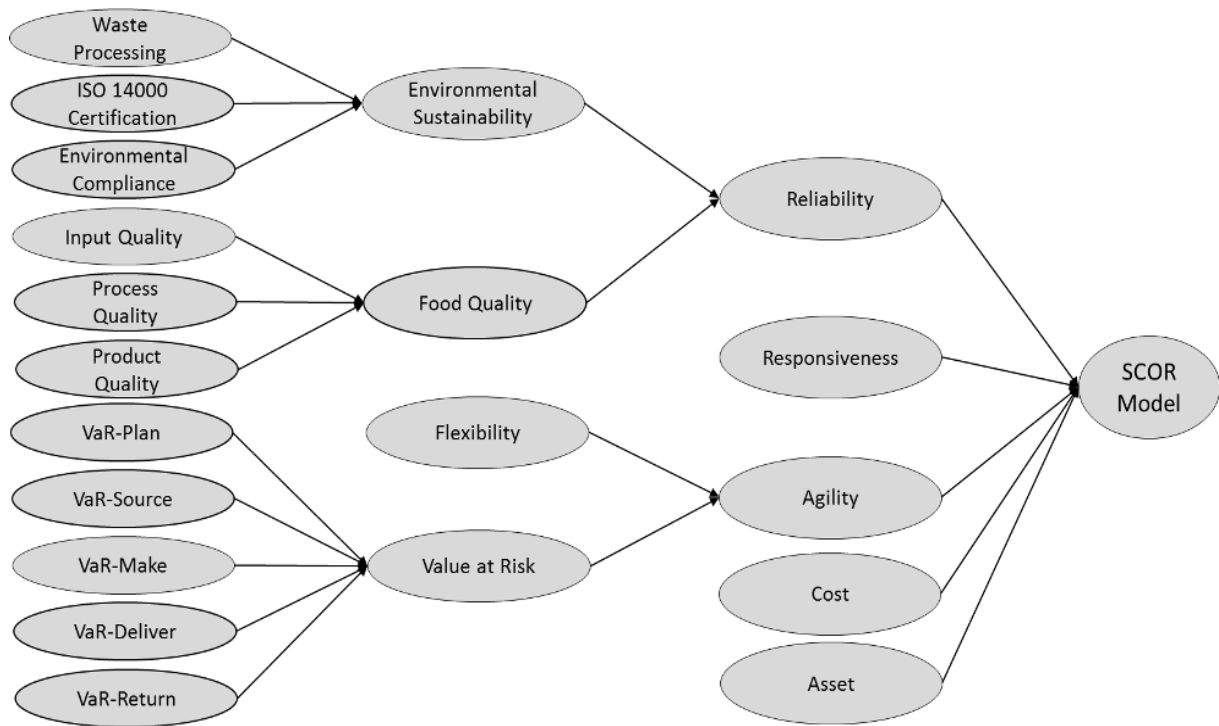 Waste
Processing
ISO 14000
Certification
Environmental
Compliance
Input Quality
Process
Quality
Product
Quality
VaR-Plan
VaR-Source
VaR-Make
VaR-Deliver
VaR-Return
Environmental
Sustainability
Food Quality
Flexibility
Value at Risk
Reliability
Responsiveness
Agility
Cost
Asset
SCOR
Model